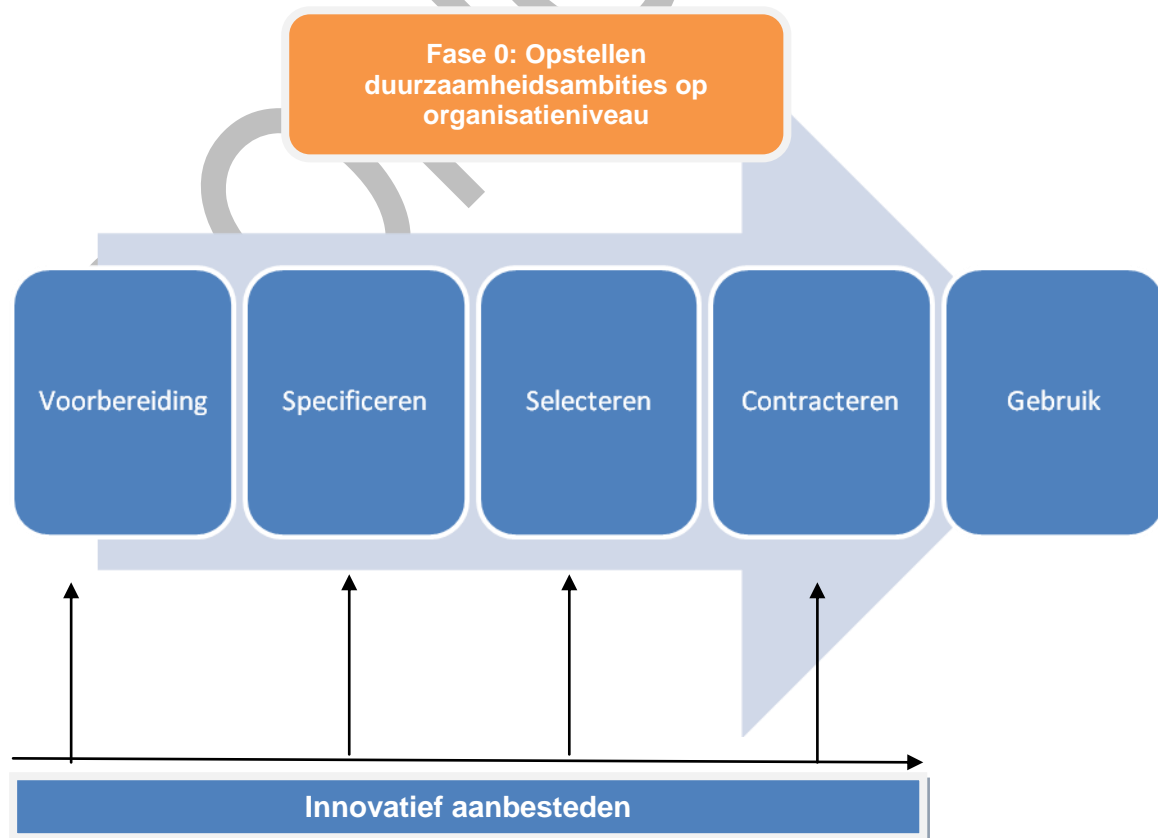 Fase 0: Opstellen
duurzaamheidsambities op
organisatieniveau
Voorbereiding
Specificeren
Selecteren
Contracteren
Gebruik
Innovatief aanbesteden